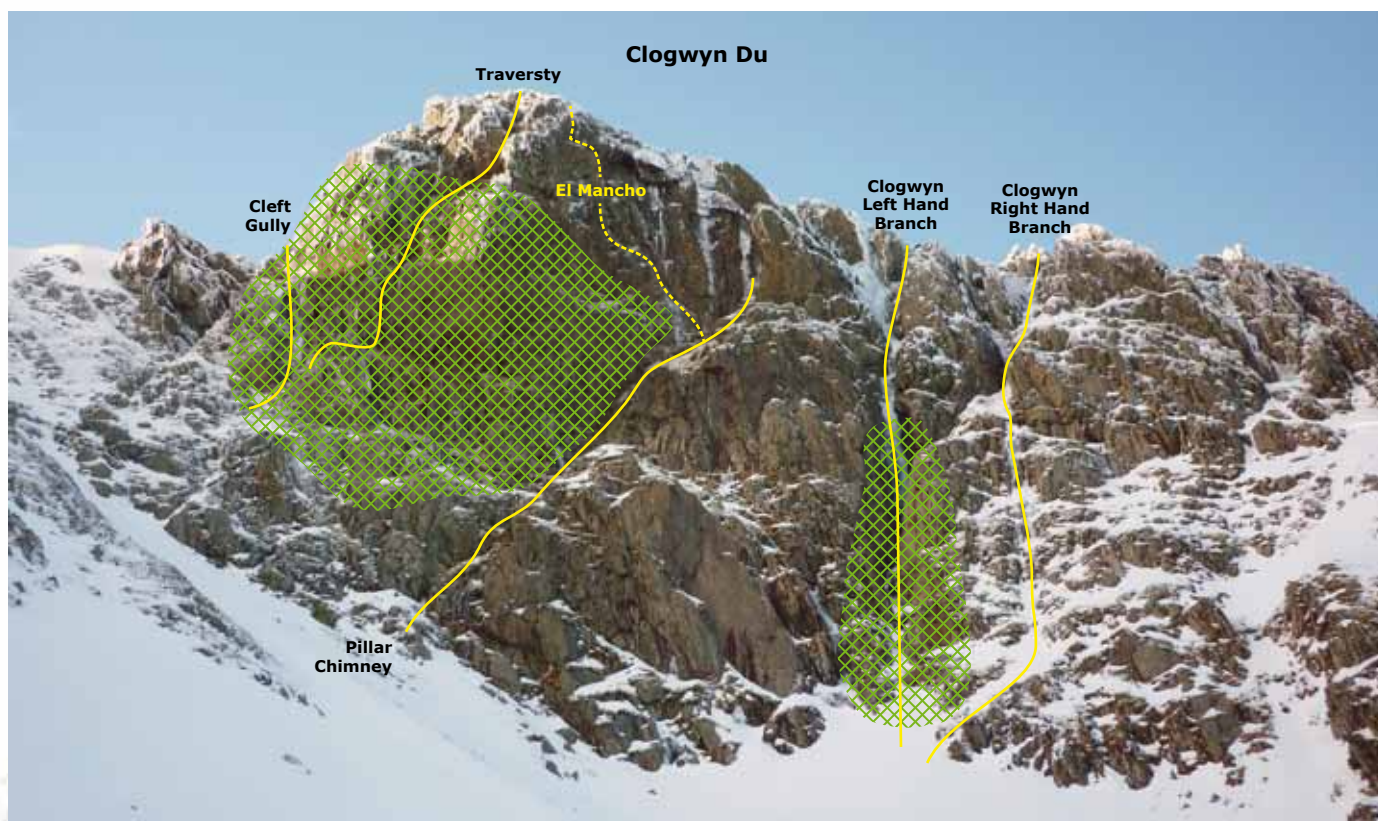 Clogwyn Du
Traversty
El Mancho
Cleft
Gully
Clogwyn
Left Hand
Branch
Clogwyn
Right Hand
Branch
Pillar
Chimney